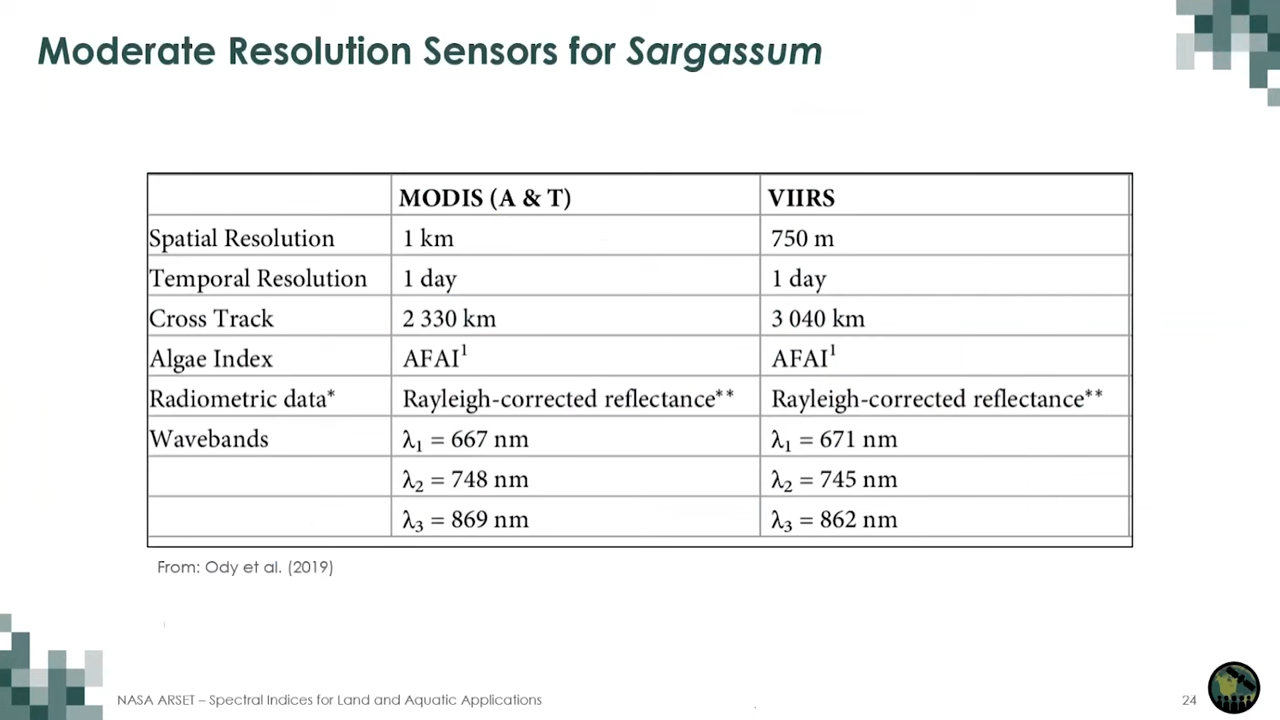 Moderate Resolution Sensors for Sargassum
MODIS (A & T) VIIRS
Spatial Resolution 1 km 750 m
Temporal Resolution 1 day 1 day
Cross Track 2 330 km 3 040 km
Algae Index AFAI¹ AFAI¹
Radiometric data* Rayleigh-corrected reflectance** Rayleigh-corrected reflectance**
Wavebands λ₁ = 667 nm λ₁ = 671 nm
λ₂ = 748 nm λ₂ = 745 nm
λ₃ = 869 nm λ₃ = 862 nm
From: Ody et al. (2019)
NASA ARSET – Spectral Indices for Land and Aquatic Applications 24